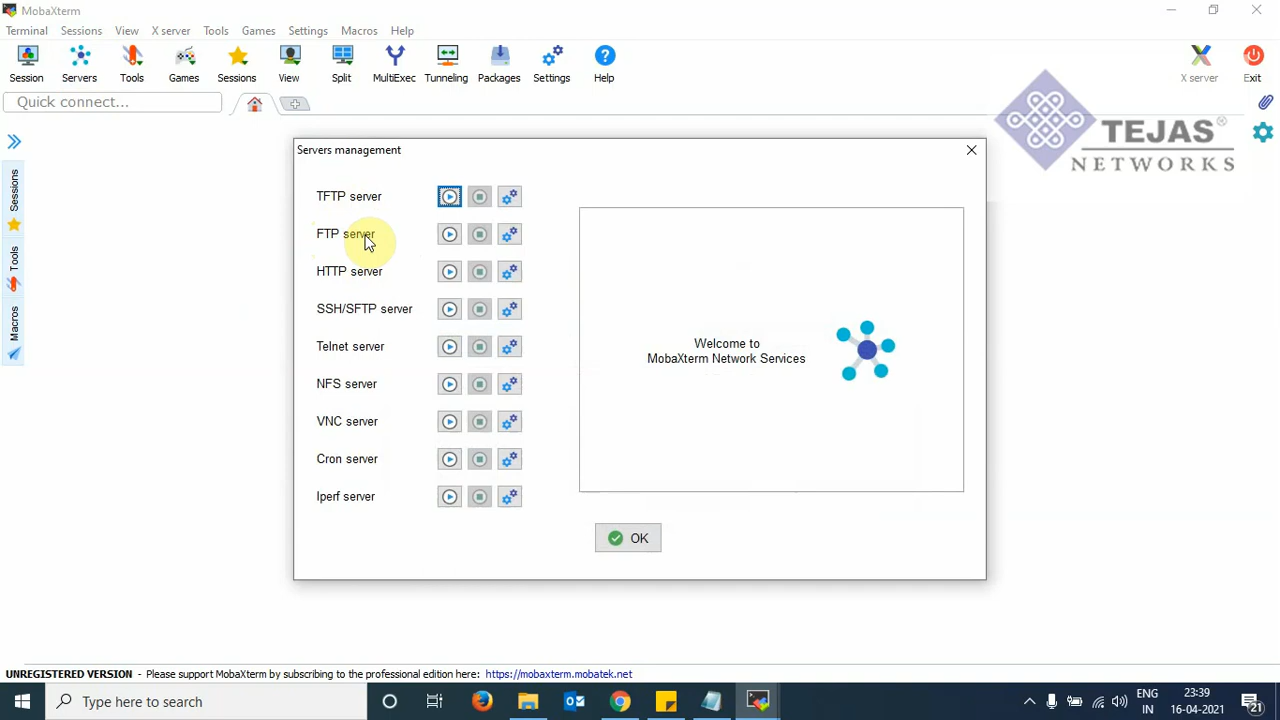 MobaXterm
Terminal Sessions View X server Tools Games Settings Macros Help
Session Servers Tools Games Sessions View Split MultiExec Tunneling Packages Settings Help X server Exit
Quick connect...
TEJAS®
NETWORKS
Sessions
Tools
Macros
Servers management
TFTP server
FTP server
HTTP server
SSH/SFTP server
Telnet server
NFS server
VNC server
Cron server
Iperf server
Welcome to
MobaXterm Network Services
OK
UNREGISTERED VERSION - Please support MobaXterm by subscribing to the professional edition here: https://mobaxterm.mobatek.net
Type here to search
ENG
IN
23:39
16-04-2021
21